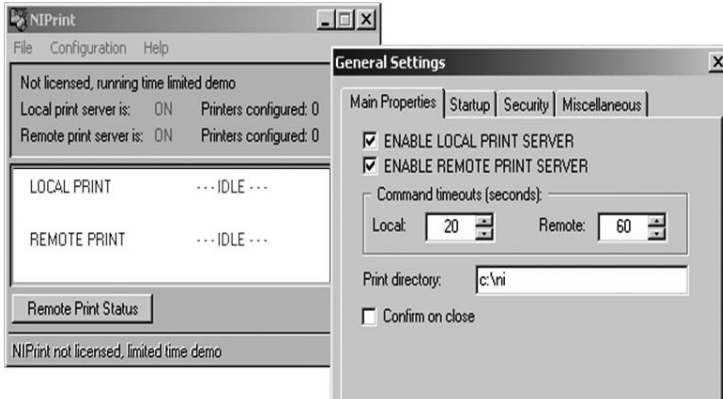 NIPrint
File Configuration Help
Not licensed, running time limited demo
Local print server is: ON Printers configured: 0
Remote print server is: ON Printers configured: 0
LOCAL PRINT - - - IDLE - - -
REMOTE PRINT - - - IDLE - - -
Remote Print Status
NIPrint not licensed, limited time demo
General Settings
Main Properties Startup Security Miscellaneous
ENABLE LOCAL PRINT SERVER
ENABLE REMOTE PRINT SERVER
Command timeouts (seconds):
Local: 20 Remote: 60
Print directory: c:\ni
Confirm on close